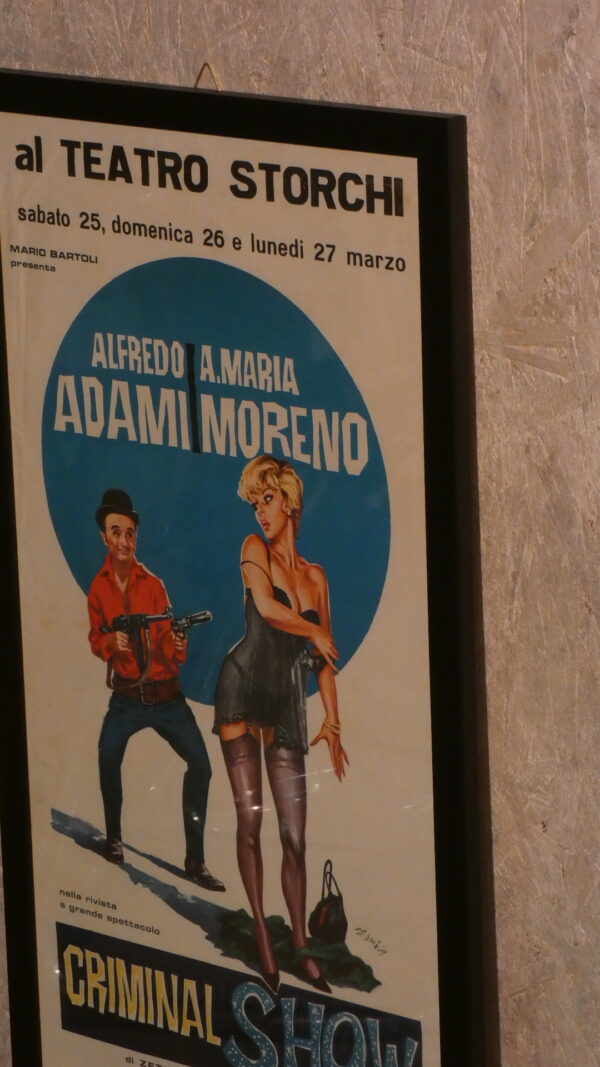 al TEATRO STORCHI
sabato 25, domenica 26 e lunedì 27 marzo
MARIO BARTOLI
presenta
ALFREDO A.MARIA
ADAMI MORENO
nella rivista
a grande spettacolo
CRIMINAL SHOW
di